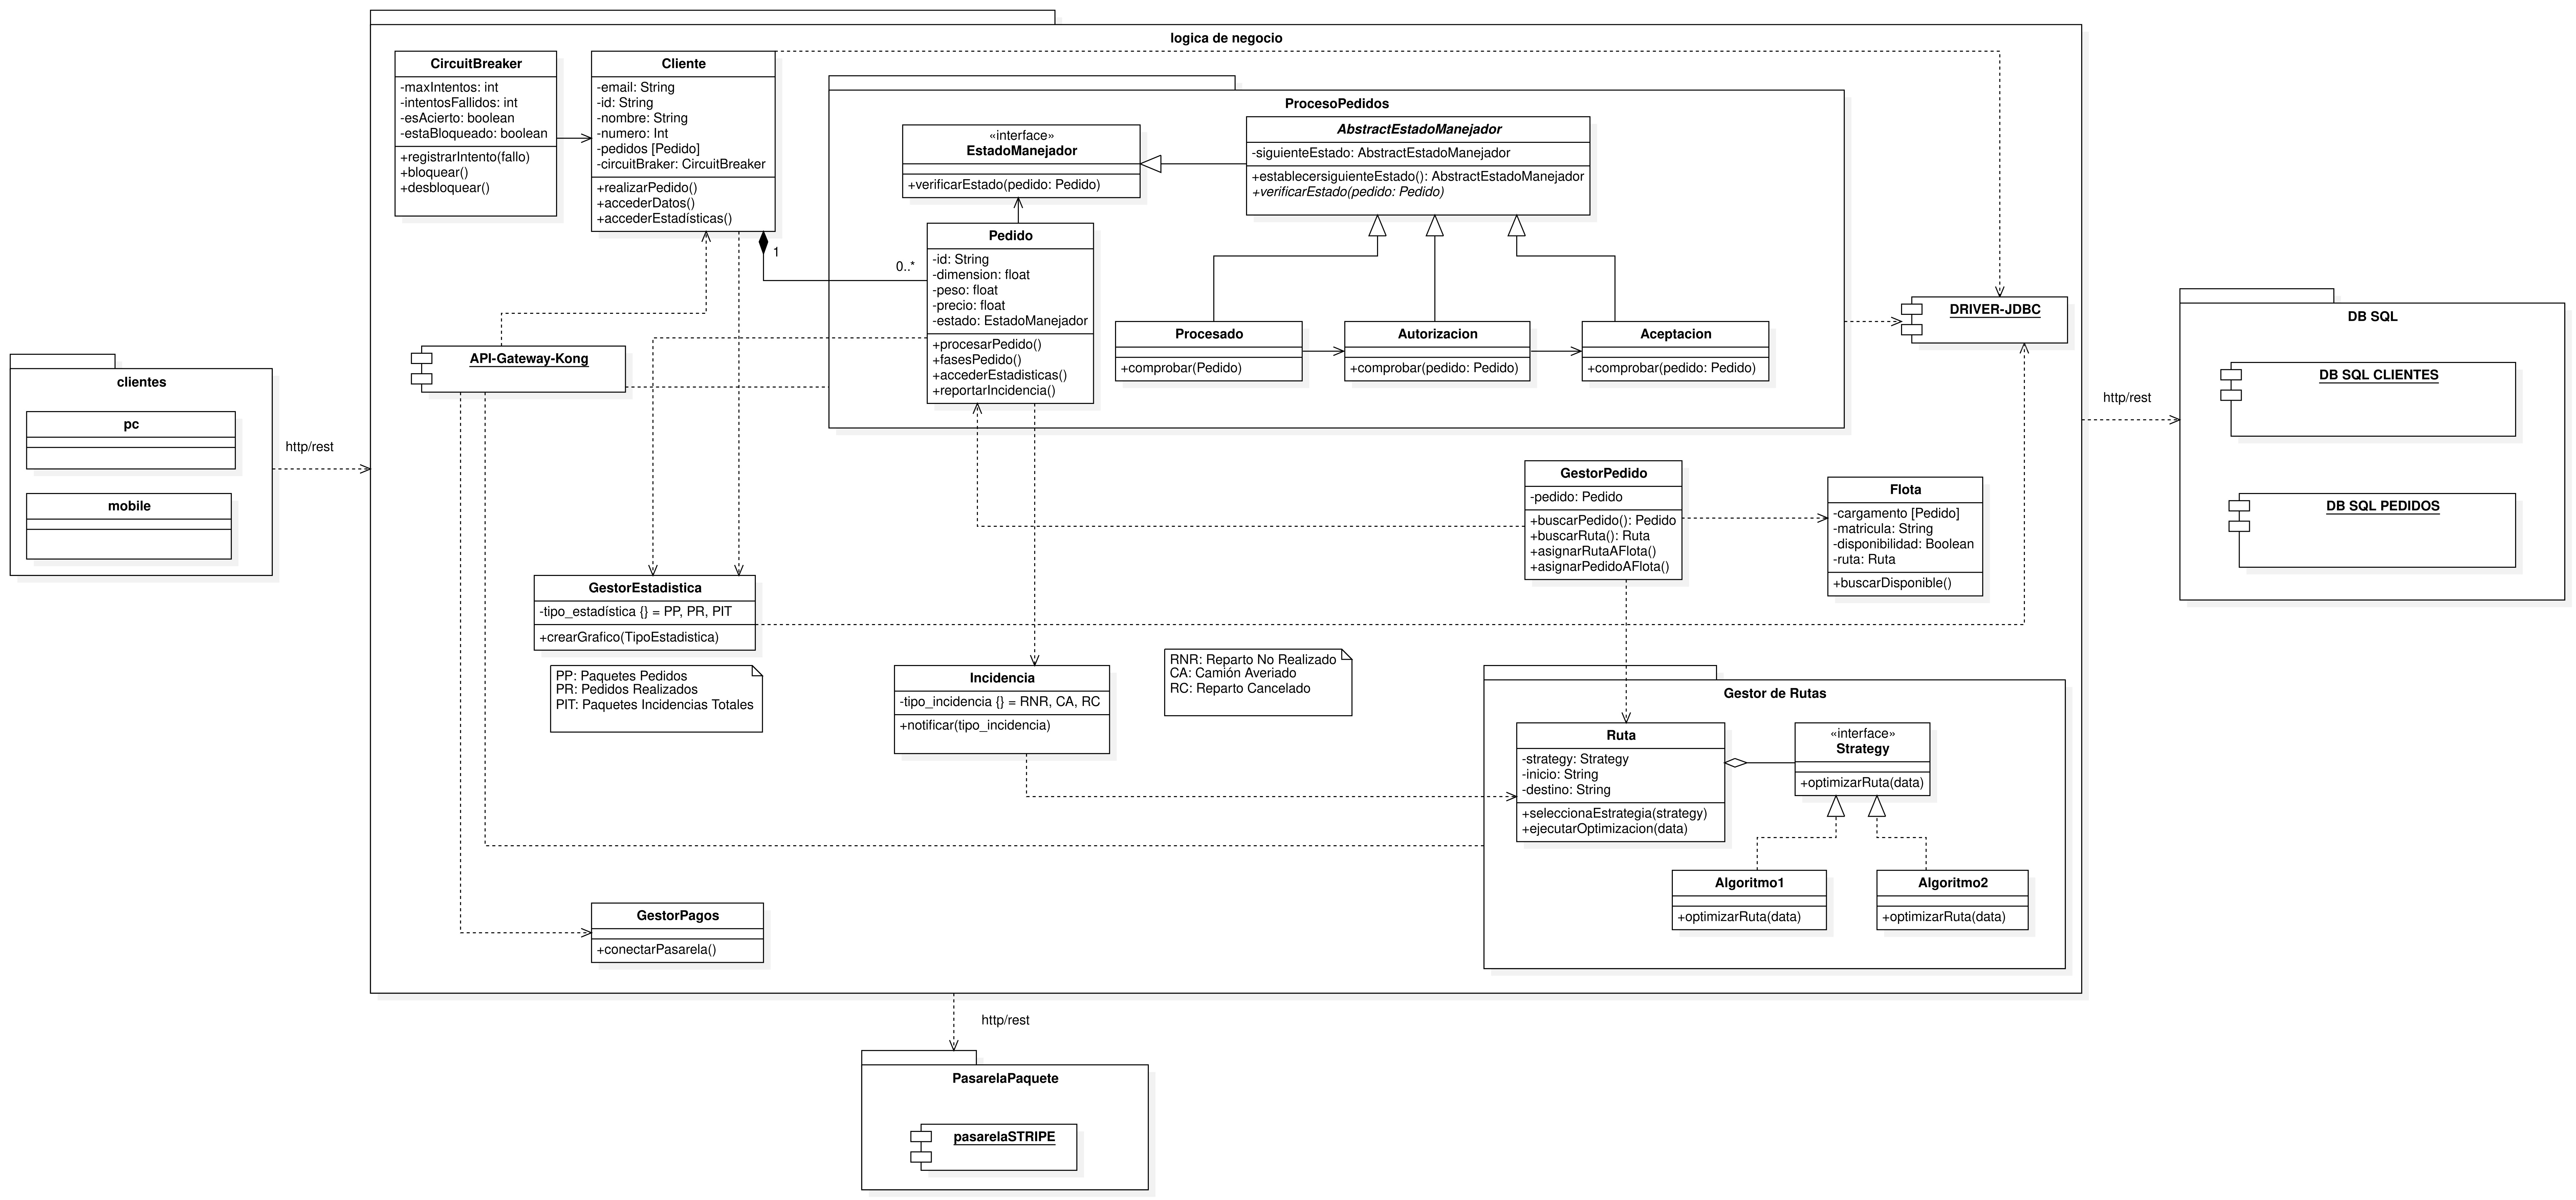 logica de negocio
CircuitBreaker
-maxIntentos: int
-intentosFallidos: int
-esAcierto: boolean
-estaBloqueado: boolean
+registrarIntento(fallo)
+bloquear()
+desbloquear()
Cliente
-email: String
-id: String
-nombre: String
-numero: Int
-pedidos [Pedido]
-circuitBraker: CircuitBreaker
+realizarPedido()
+accederDatos()
+accederEstadísticas()
1
0..*
ProcesoPedidos
«interface»
EstadoManejador
+verificarEstado(pedido: Pedido)
AbstractEstadoManejador
-siguienteEstado: AbstractEstadoManejador
+establecersiguienteEstado(): AbstractEstadoManejador
+verificarEstado(pedido: Pedido)
Pedido
-id: String
-dimension: float
-peso: float
-precio: float
-estado: EstadoManejador
+procesarPedido()
+fasesPedido()
+accederEstadisticas()
+reportarIncidencia()
Procesado
+comprobar(Pedido)
Autorizacion
+comprobar(pedido: Pedido)
Aceptacion
+comprobar(pedido: Pedido)
DRIVER-JDBC
API-Gateway-Kong
clientes
pc
mobile
http/rest
http/rest
DB SQL
DB SQL CLIENTES
DB SQL PEDIDOS
GestorPedido
-pedido: Pedido
+buscarPedido(): Pedido
+buscarRuta(): Ruta
+asignarRutaAFlota()
+asignarPedidoAFlota()
Flota
-cargamento [Pedido]
-matricula: String
-disponibilidad: Boolean
-ruta: Ruta
+buscarDisponible()
GestorEstadistica
-tipo_estadística {} = PP, PR, PIT
+crearGrafico(TipoEstadistica)
PP: Paquetes Pedidos
PR: Pedidos Realizados
PIT: Paquetes Incidencias Totales
Incidencia
-tipo_incidencia {} = RNR, CA, RC
+notificar(tipo_incidencia)
RNR: Reparto No Realizado
CA: Camión Averiado
RC: Reparto Cancelado
Gestor de Rutas
Ruta
-strategy: Strategy
-inicio: String
-destino: String
+seleccionaEstrategia(strategy)
+ejecutarOptimizacion(data)
«interface»
Strategy
+optimizarRuta(data)
Algoritmo1
+optimizarRuta(data)
Algoritmo2
+optimizarRuta(data)
GestorPagos
+conectarPasarela()
http/rest
PasarelaPaquete
pasarelaSTRIPE